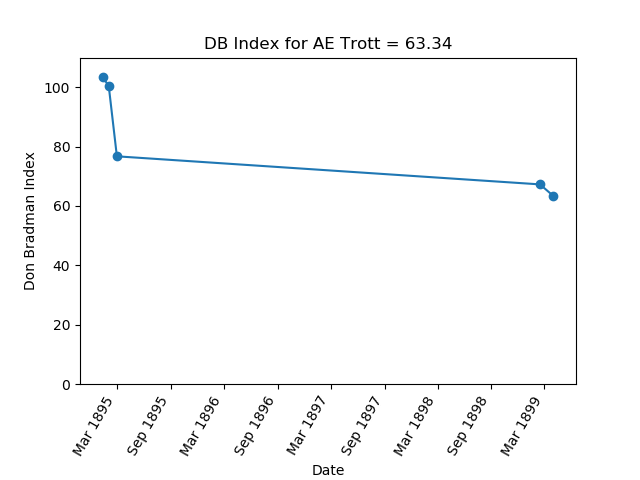 DB Index for AE Trott = 63.34
Don Bradman Index
100
80
60
40
20
0
Mar 1895
Sep 1895
Mar 1896
Sep 1896
Mar 1897
Sep 1897
Mar 1898
Sep 1898
Mar 1899
Date